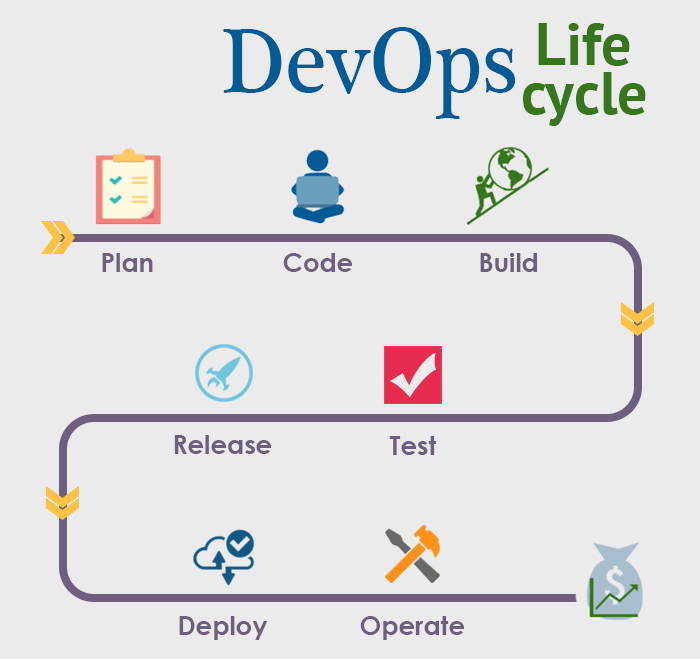 DevOps Life cycle
Plan
Code
Build
Release
Test
Deploy
Operate
$